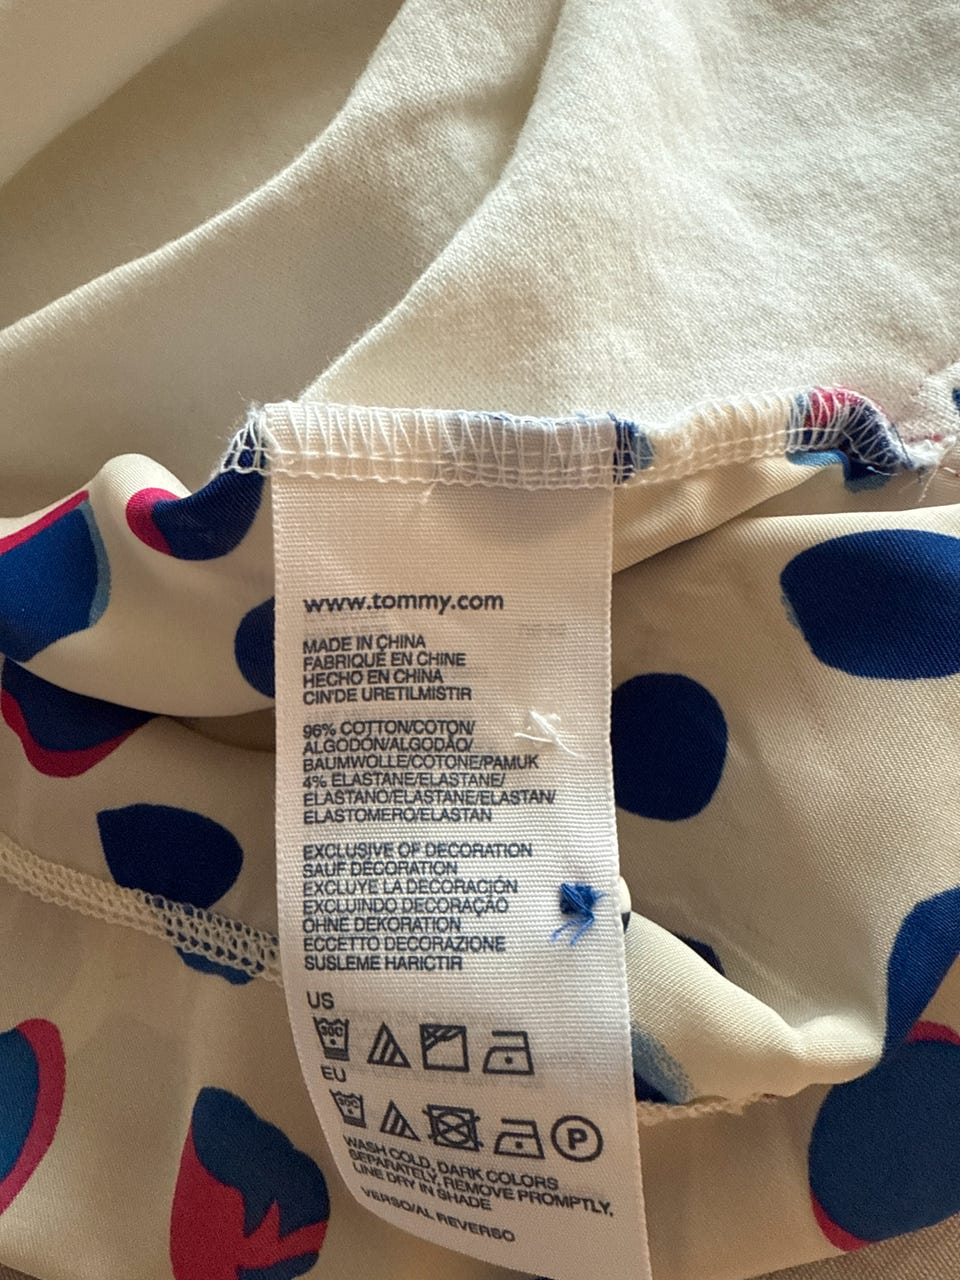 www.tommy.com
MADE IN CHINA
FABRIQUÉ EN CHINE
HECHO EN CHINA
CIN'DE URETILMISTIR
96% COTTON/COTON/
ALGODÓN/ALGODÃO/
BAUMWOLLE/COTONE/PAMUK
4% ELASTANE/ELASTANE/
ELASTANO/ELASTANE/ELASTAN/
ELASTOMERO/ELASTAN
EXCLUSIVE OF DECORATION
SAUF DECORATION
EXCLUYE LA DECORACIÓN
EXCLUINDO DECORAÇÃO
OHNE DEKORATION
ECCETTO DECORAZIONE
SUSLEME HARICTIR
US
30C
EU
30C
P
WASH COLD, DARK COLORS
SEPARATELY, REMOVE PROMPTLY,
LINE DRY IN SHADE
VERSO/AL REVERSO